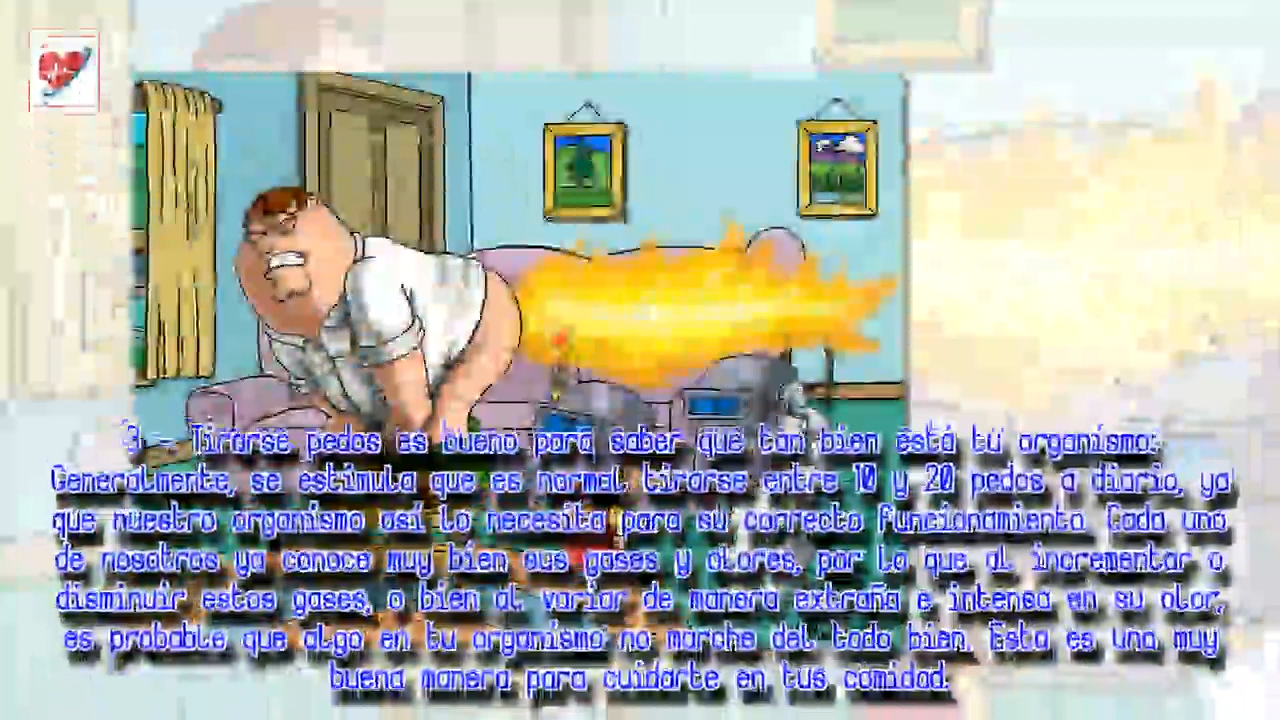 3.- Tirarse pedos es bueno para saber que tan bien está tu organismo:
Generalmente, se estimula que es normal tirarse entre 10 y 20 pedos a diario, ya
que nuestro organismo así lo necesita para su correcto funcionamiento. Cada uno
de nosotros ya conoce muy bien sus gases y olores, por lo que al incrementar o
disminuir estos gases, o bien al variar de manera extraña e intensa en su olor,
es probable que algo en tu organismo no marche del todo bien. Esta es una muy
buena manera para cuidarte en tus comidad.